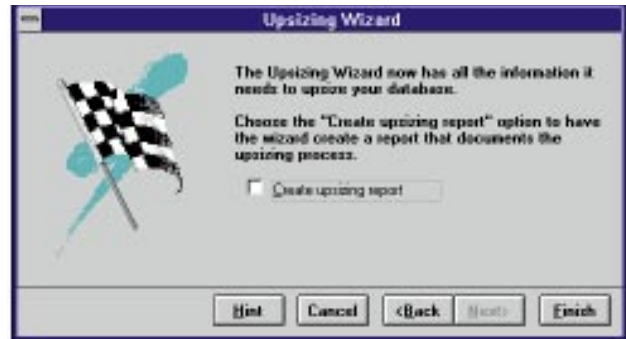 Upsizing Wizard
The Upsizing Wizard now has all the information it
needs to upsize your database.
Choose the "Create upsizing report" option to have
the wizard create a report that documents the
upsizing process.
Create upsizing report
Hint
Cancel
<Back
Next>
Finish